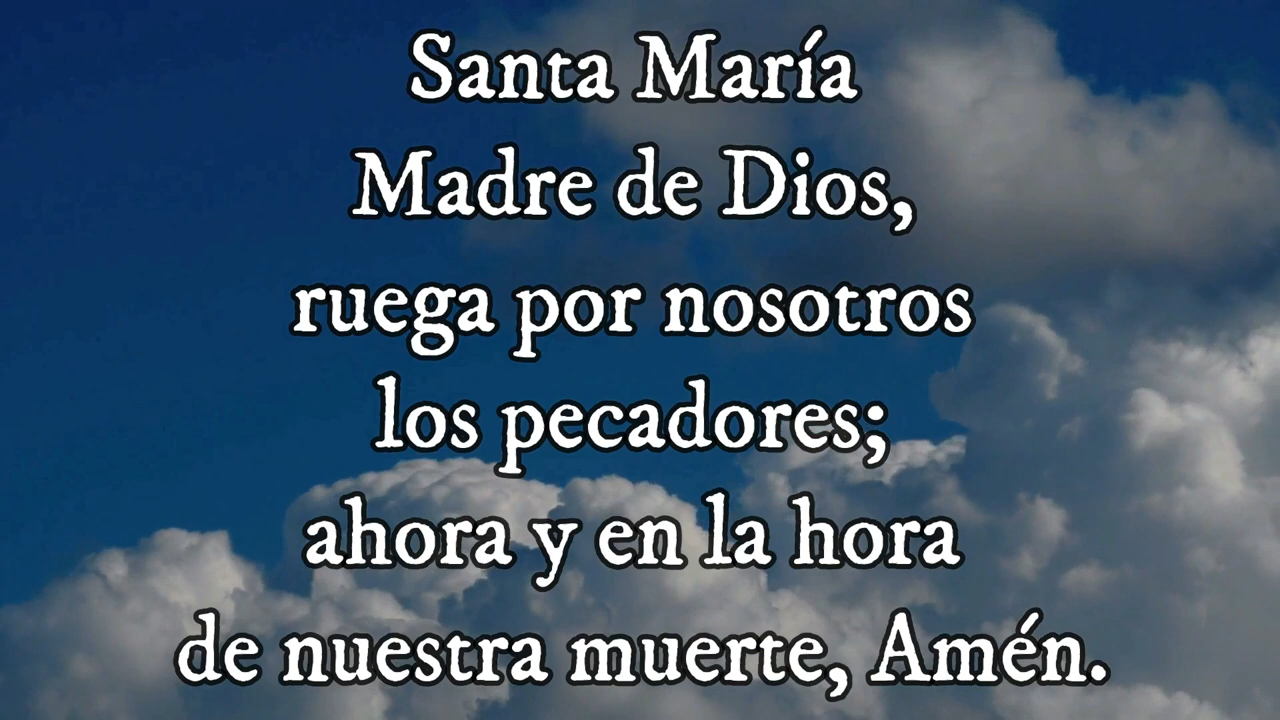 Santa María
Madre de Dios,
ruega por nosotros
los pecadores;
ahora y en la hora
de nuestra muerte, Amén.